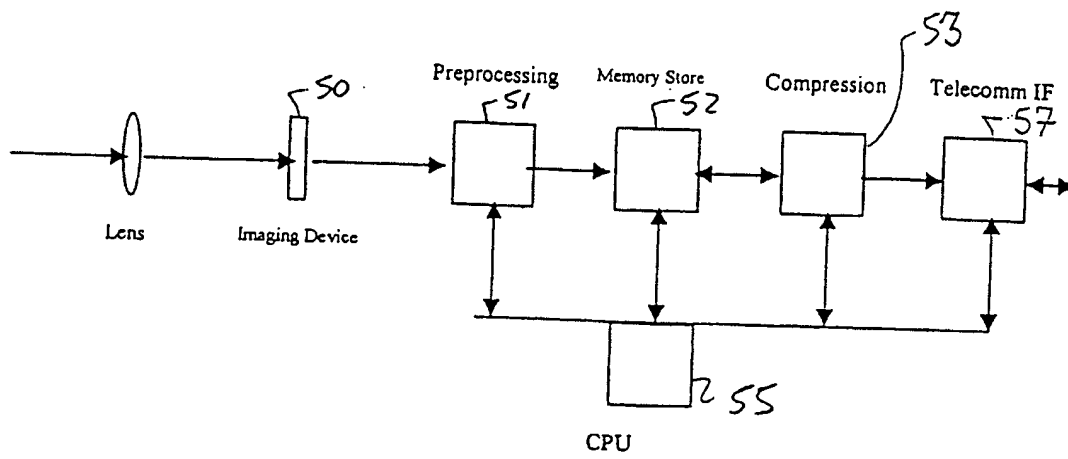 53
Preprocessing
Memory Store
Compression
Telecomm IF
50
51
52
57
Lens
Imaging Device
55
CPU